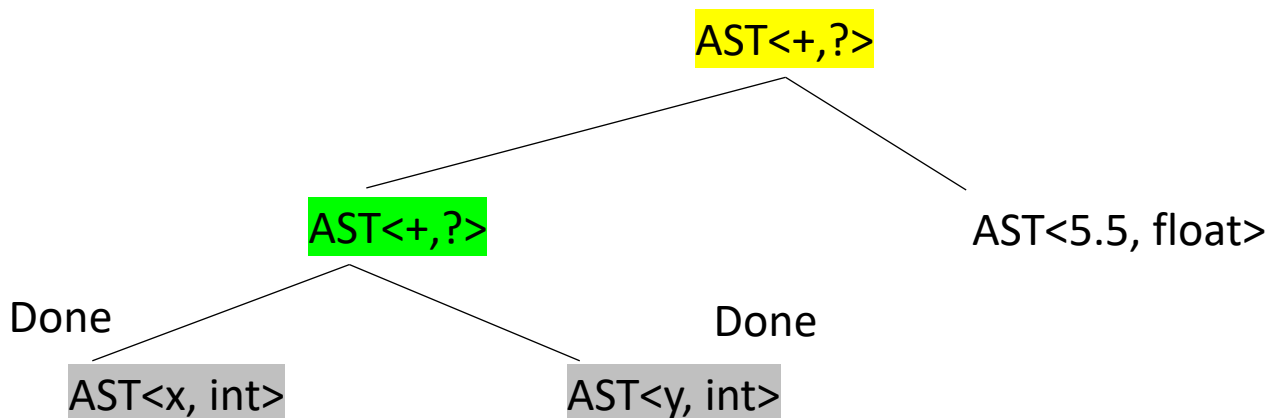 AST<+,?>
AST<+,?>
AST<5.5, float>
Done
Done
AST<x, int>
AST<y, int>